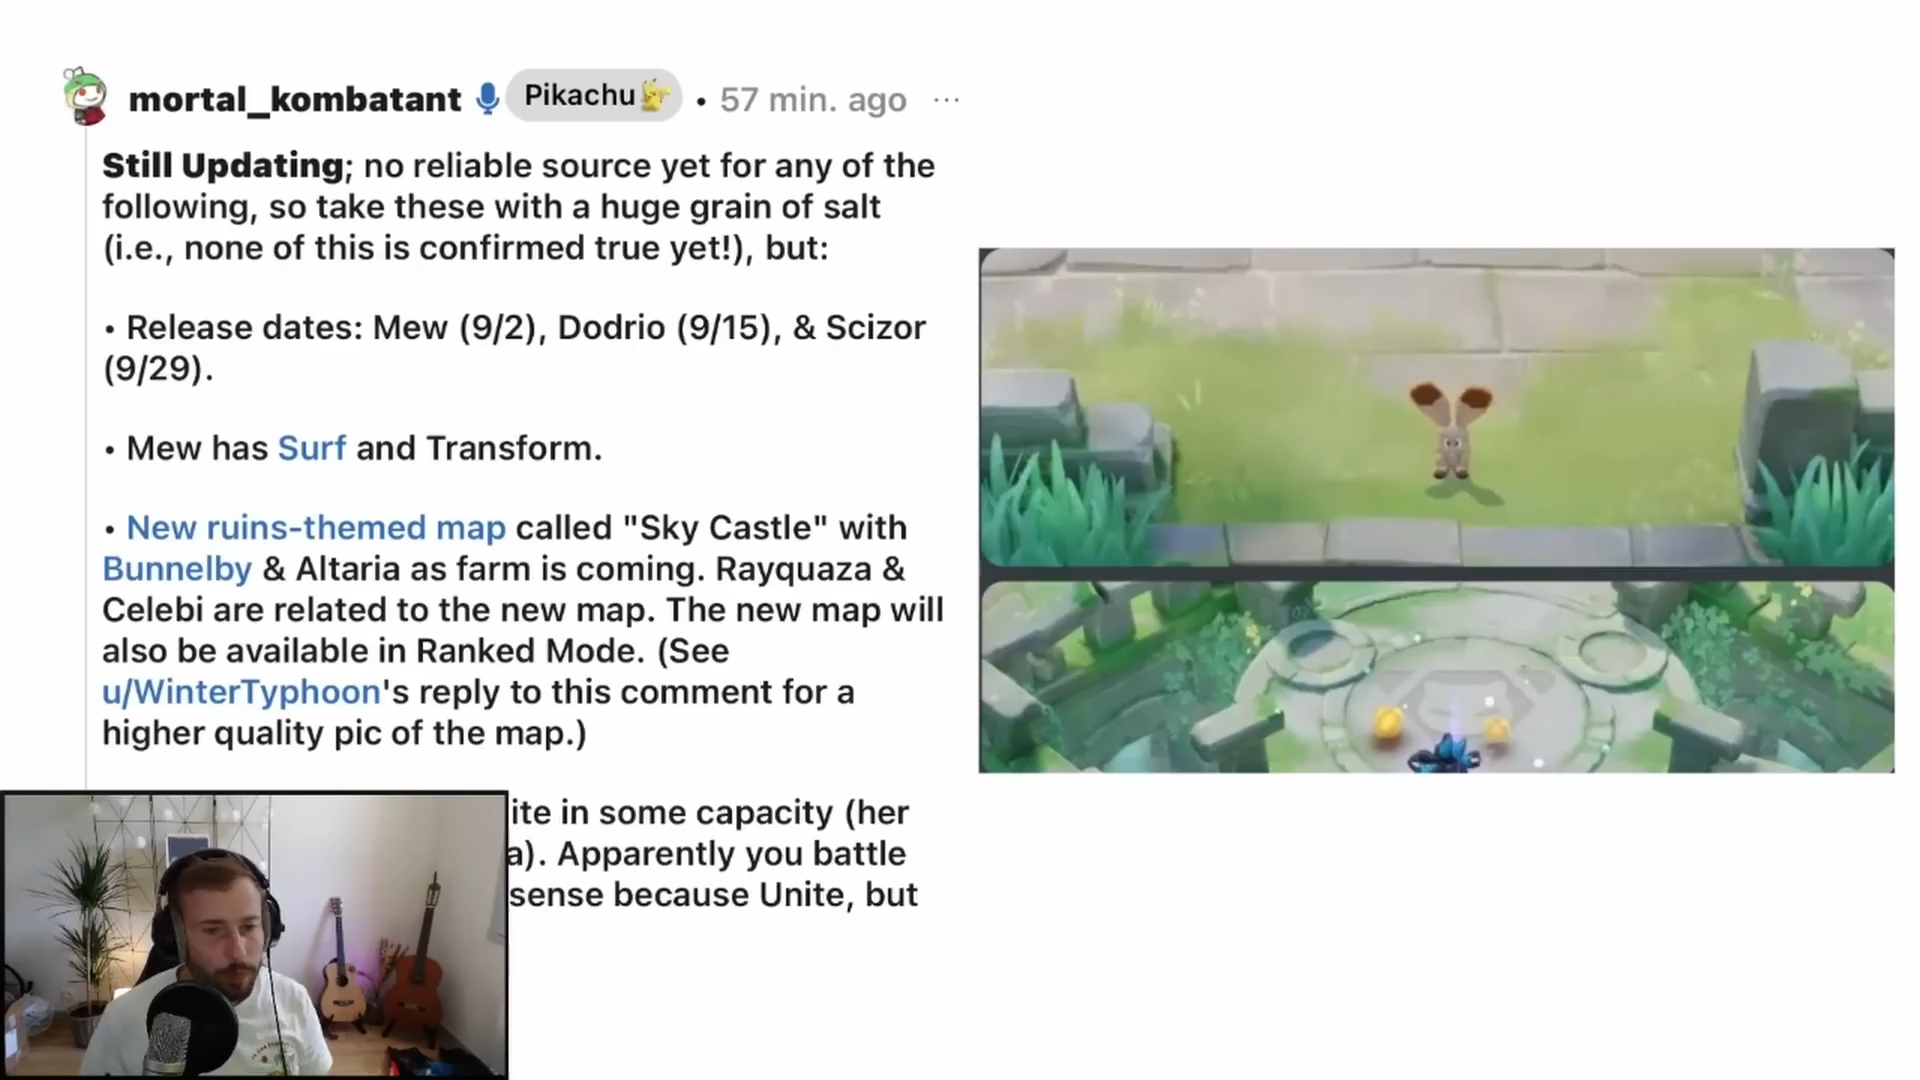 mortal_kombatant Pikachu • 57 min. ago ...
Still Updating; no reliable source yet for any of the
following, so take these with a huge grain of salt
(i.e., none of this is confirmed true yet!), but:
• Release dates: Mew (9/2), Dodrio (9/15), & Scizor
(9/29).
• Mew has Surf and Transform.
• New ruins-themed map called "Sky Castle" with
Bunnelby & Altaria as farm is coming. Rayquaza &
Celebi are related to the new map. The new map will
also be available in Ranked Mode. (See
u/WinterTyphoon's reply to this comment for a
higher quality pic of the map.)
ite in some capacity (her
a). Apparently you battle
sense because Unite, but